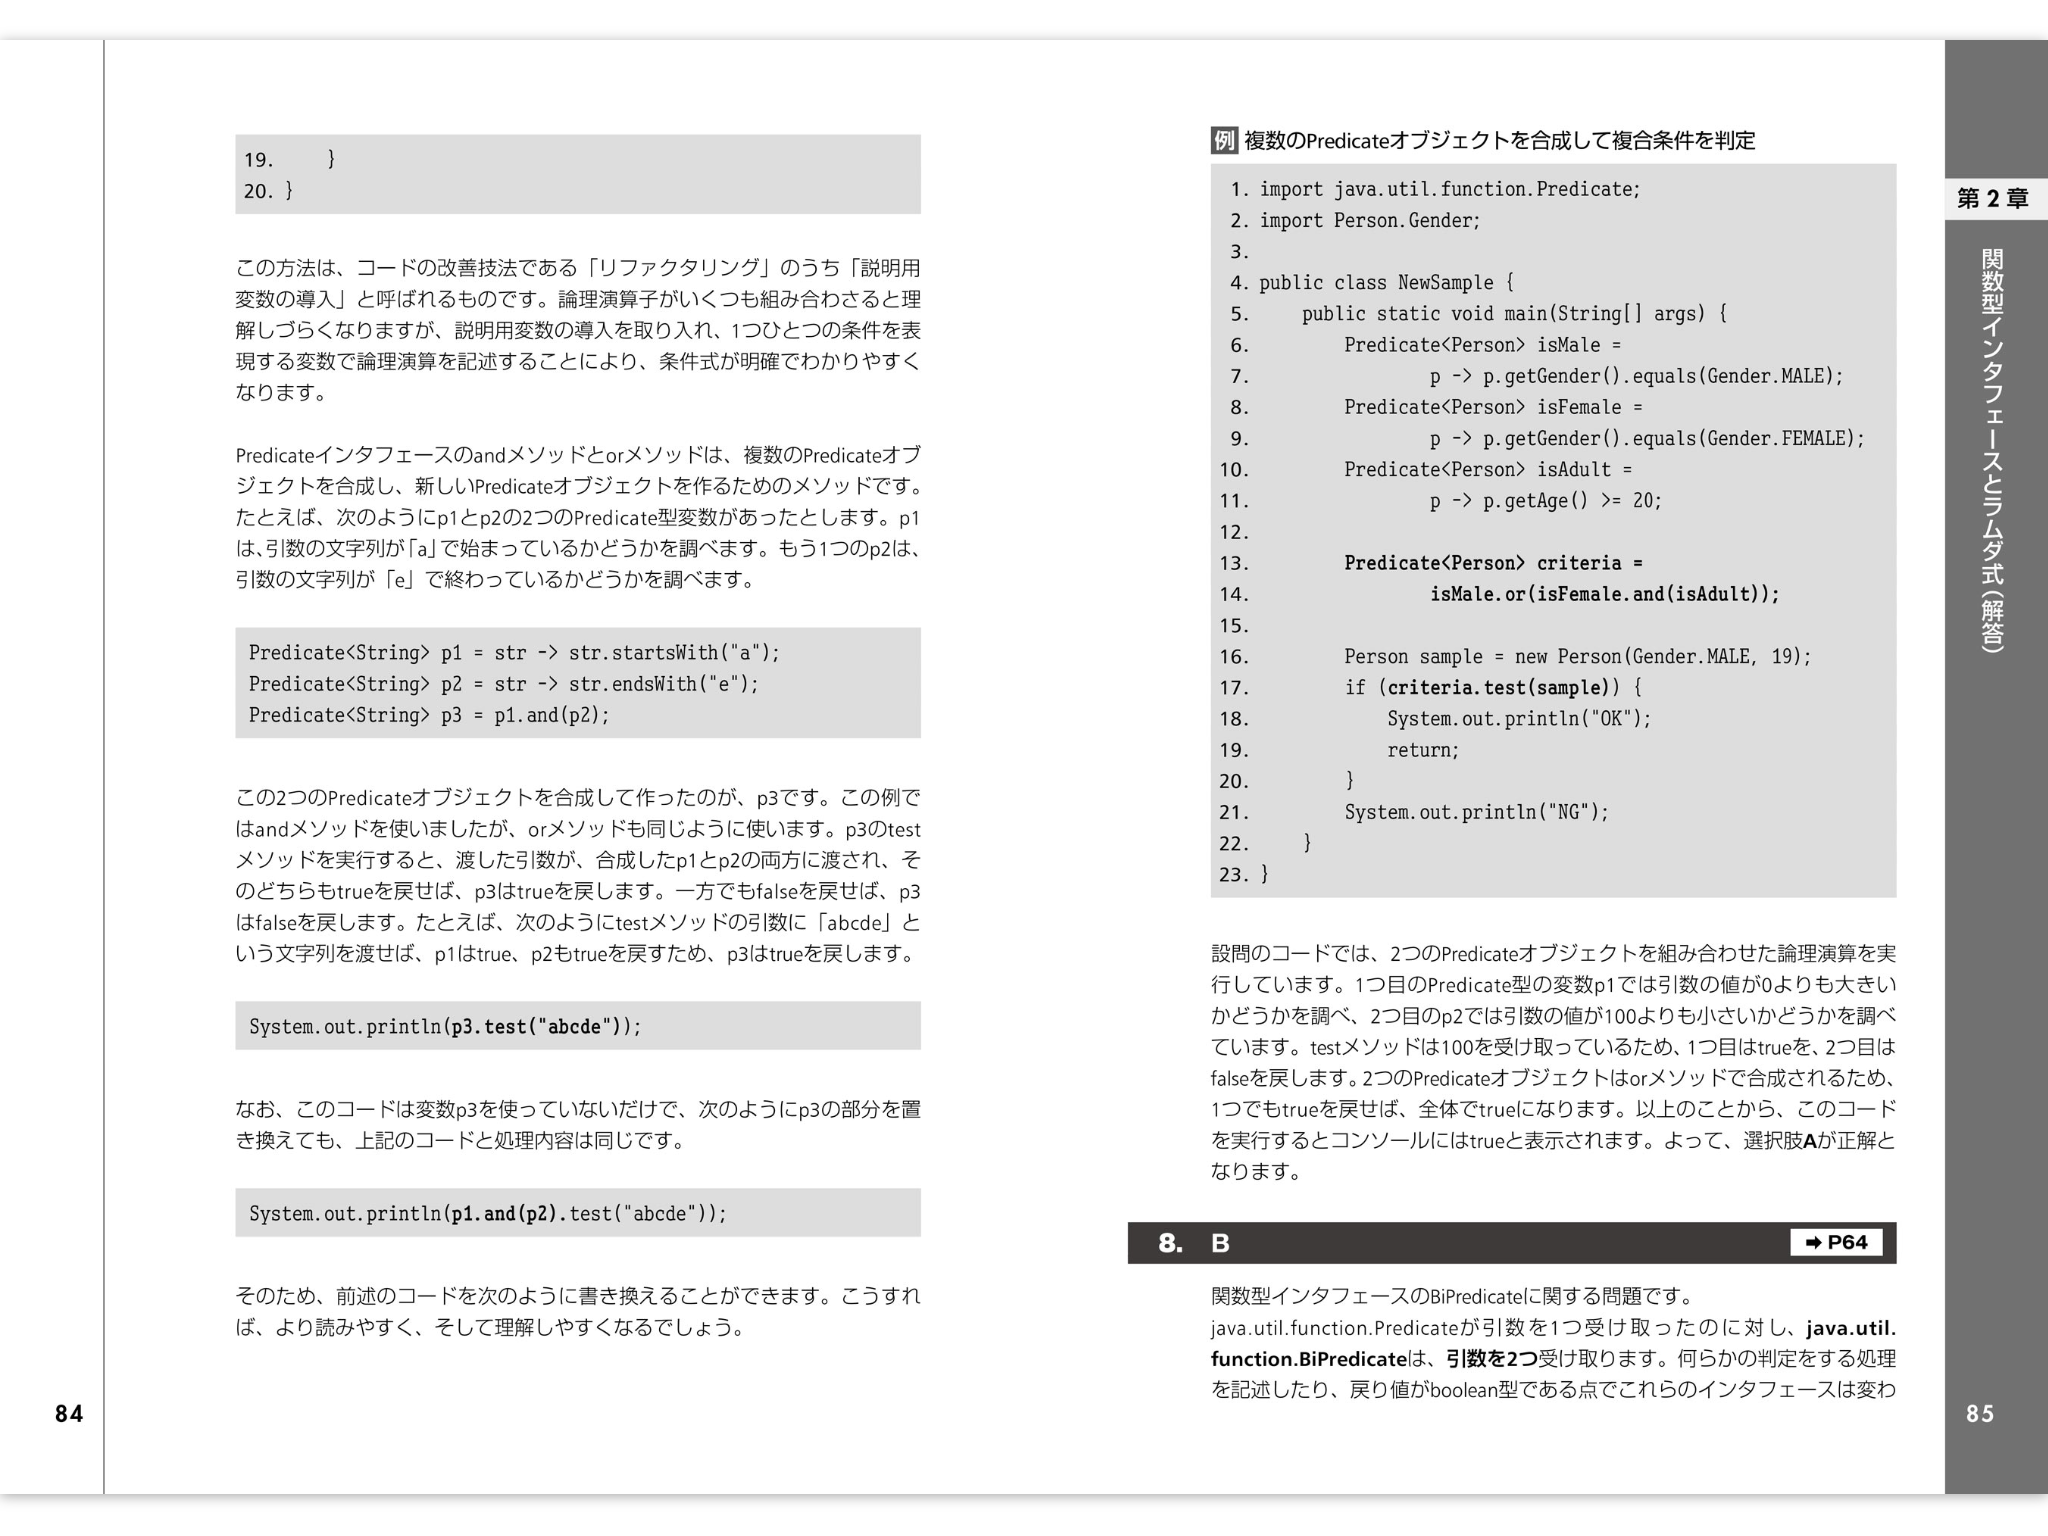 19.     }
20. }
この方法は、コードの改善技法である「リファクタリング」のうち「説明用
変数の導入」と呼ばれるものです。論理演算子がいくつも組み合わさると理
解しづらくなりますが、説明用変数の導入を取り入れ、1つひとつの条件を表
現する変数で論理演算を記述することにより、条件式が明確でわかりやすく
なります。
Predicateインタフェースのandメソッドとorメソッドは、複数のPredicateオブ
ジェクトを合成し、新しいPredicateオブジェクトを作るためのメソッドです。
たとえば、次のようにp1とp2の2つのPredicate型変数があったとします。p1
は、引数の文字列が「a」で始まっているかどうかを調べます。もう1つのp2は、
引数の文字列が「e」で終わっているかどうかを調べます。
Predicate<String> p1 = str -> str.startsWith("a");
Predicate<String> p2 = str -> str.endsWith("e");
Predicate<String> p3 = p1.and(p2);
この2つのPredicateオブジェクトを合成して作ったのが、p3です。この例で
はandメソッドを使いましたが、orメソッドも同じように使います。p3のtest
メソッドを実行すると、渡した引数が、合成したp1とp2の両方に渡され、そ
のどちらもtrueを戻せば、p3はtrueを戻します。一方でもfalseを戻せば、p3
はfalseを戻します。たとえば、次のようにtestメソッドの引数に「abcde」と
いう文字列を渡せば、p1はtrue、p2もtrueを戻すため、p3はtrueを戻します。
System.out.println(p3.test("abcde"));
なお、このコードは変数p3を使っていないだけで、次のようにp3の部分を置
き換えても、上記のコードと処理内容は同じです。
System.out.println(p1.and(p2).test("abcde"));
そのため、前述のコードを次のように書き換えることができます。こうすれ
ば、より読みやすく、そして理解しやすくなるでしょう。
84
例 複数のPredicateオブジェクトを合成して複合条件を判定
1. import java.util.function.Predicate;
2. import Person.Gender;
3.
4. public class NewSample {
5.     public static void main(String[] args) {
6.         Predicate<Person> isMale =
7.                 p -> p.getGender().equals(Gender.MALE);
8.         Predicate<Person> isFemale =
9.                 p -> p.getGender().equals(Gender.FEMALE);
10.         Predicate<Person> isAdult =
11.                 p -> p.getAge() >= 20;
12.
13.         Predicate<Person> criteria =
14.                 isMale.or(isFemale.and(isAdult));
15.
16.         Person sample = new Person(Gender.MALE, 19);
17.         if (criteria.test(sample)) {
18.             System.out.println("OK");
19.             return;
20.         }
21.         System.out.println("NG");
22.     }
23. }
設問のコードでは、2つのPredicateオブジェクトを組み合わせた論理演算を実
行しています。1つ目のPredicate型の変数p1では引数の値が0よりも大きい
かどうかを調べ、2つ目のp2では引数の値が100よりも小さいかどうかを調べ
ています。testメソッドは100を受け取っているため、1つ目はtrueを、2つ目は
falseを戻します。2つのPredicateオブジェクトはorメソッドで合成されるため、
1つでもtrueを戻せば、全体でtrueになります。以上のことから、このコード
を実行するとコンソールにはtrueと表示されます。よって、選択肢Aが正解と
なります。
8. B ➡ P64
関数型インタフェースのBiPredicateに関する問題です。
java.util.function.Predicateが引数を1つ受け取ったのに対し、java.util.
function.BiPredicateは、引数を2つ受け取ります。何らかの判定をする処理
を記述したり、戻り値がboolean型である点でこれらのインタフェースは変わ
第2章
関数型インタフェースとラムダ式（解答）
85